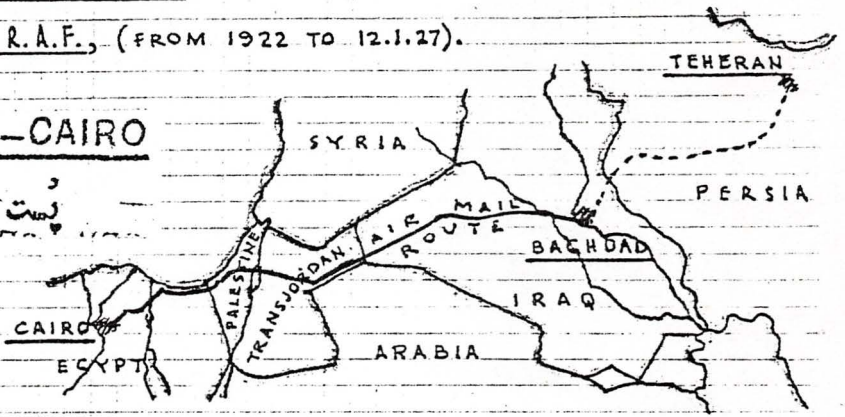 R.A.F., (FROM 1922 TO 12.1.27).
TEHERAN
—CAIRO
SYRIA
پست
PERSIA
AIR MAIL
ROUTE
BAGHDAD
PALESTINE
TRANSJORDAN.
IRAQ
CAIRO
ARABIA
EGYPT